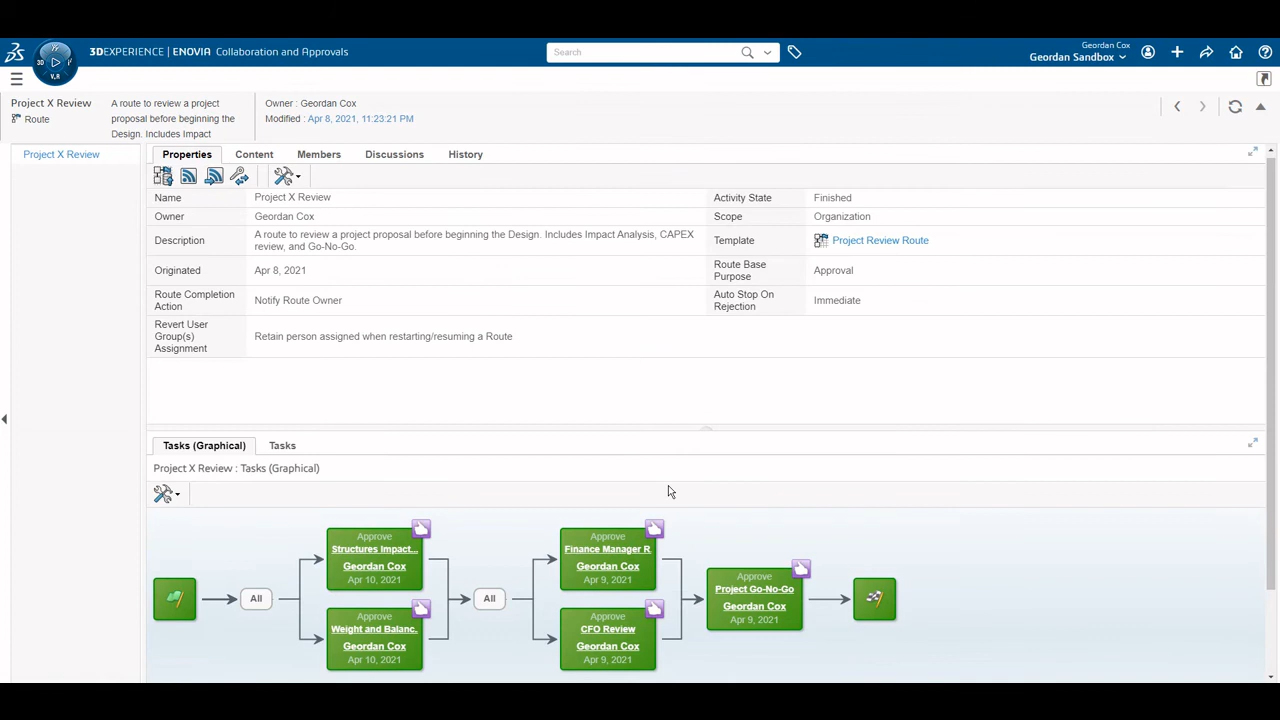 3DEXPERIENCE | ENOVIA Collaboration and Approvals
Search
Geordan Cox
Geordan Sandbox
3D
V,R
Project X Review
Route
A route to review a project
proposal before beginning the
Design. Includes Impact
Owner : Geordan Cox
Modified : Apr 8, 2021, 11:23:21 PM
Project X Review
Properties
Content
Members
Discussions
History
Name
Project X Review
Activity State
Finished
Owner
Geordan Cox
Scope
Organization
Description
A route to review a project proposal before beginning the Design. Includes Impact Analysis, CAPEX
review, and Go-No-Go.
Template
Project Review Route
Originated
Apr 8, 2021
Route Base
Purpose
Approval
Route Completion
Action
Notify Route Owner
Auto Stop On
Rejection
Immediate
Revert User
Group(s)
Assignment
Retain person assigned when restarting/resuming a Route
Tasks (Graphical)
Tasks
Project X Review : Tasks (Graphical)
All
Approve
Structures Impact...
Geordan Cox
Apr 10, 2021
Approve
Weight and Balanc.
Geordan Cox
Apr 10, 2021
All
Approve
Finance Manager R
Geordan Cox
Apr 9, 2021
Approve
CFO Review
Geordan Cox
Apr 9, 2021
Approve
Project Go-No-Go
Geordan Cox
Apr 9, 2021